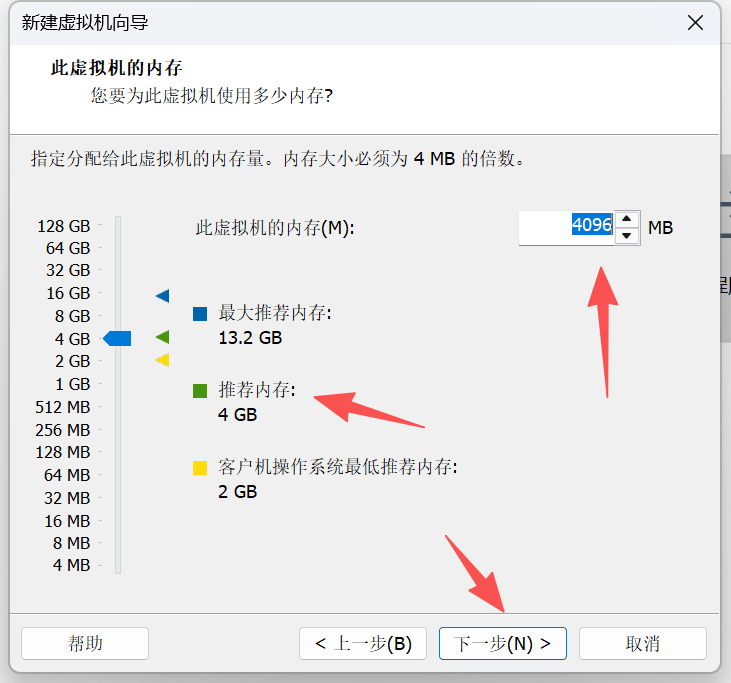 新建虚拟机向导
此虚拟机的内存
您要为此虚拟机使用多少内存?
指定分配给此虚拟机的内存量。内存大小必须为 4 MB 的倍数。
128 GB
64 GB
32 GB
16 GB
8 GB
4 GB
2 GB
1 GB
512 MB
256 MB
128 MB
64 MB
32 MB
16 MB
8 MB
4 MB
此虚拟机的内存(M):
4096 MB
最大推荐内存:
13.2 GB
推荐内存:
4 GB
客户机操作系统最低推荐内存:
2 GB
帮助
< 上一步(B)
下一步(N) >
取消